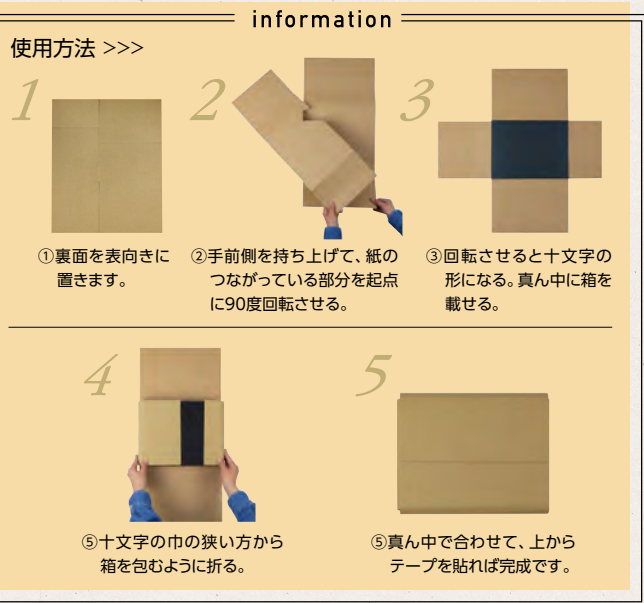 information
使用方法 >>>
1
2
3
①裏面を表向きに
置きます。
②手前側を持ち上げて、紙の
つながっている部分を起点
に90度回転させる。
③回転させると十文字の
形になる。真ん中に箱を
載せる。
4
5
⑤十文字の巾の狭い方から
箱を包むように折る。
⑤真ん中で合わせて、上から
テープを貼れば完成です。